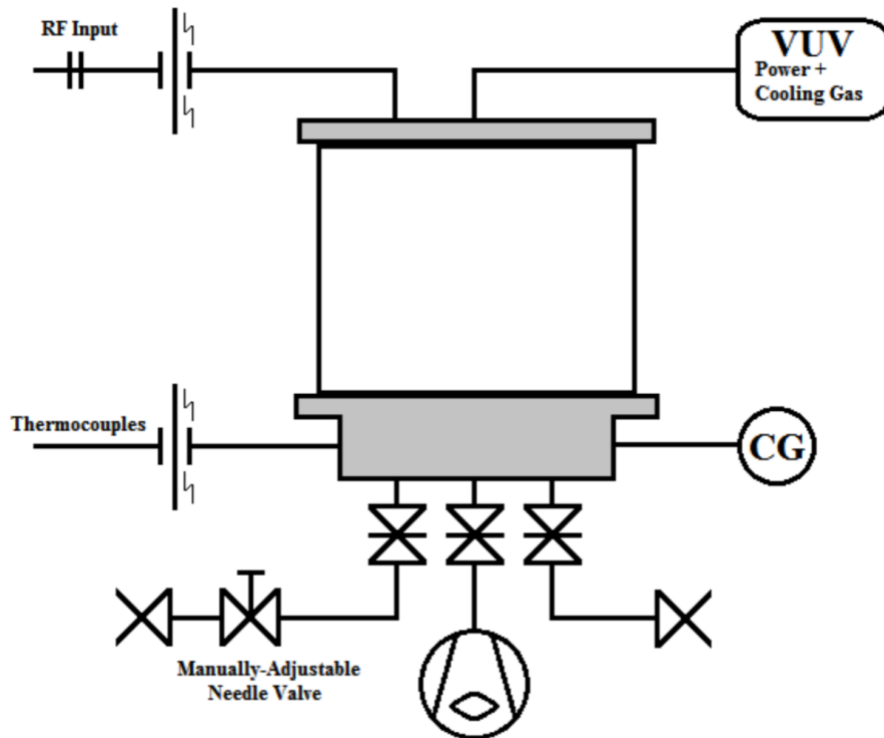 RF Input
VUV
Power +
Cooling Gas
Thermocouples
CG
Manually-Adjustable
Needle Valve